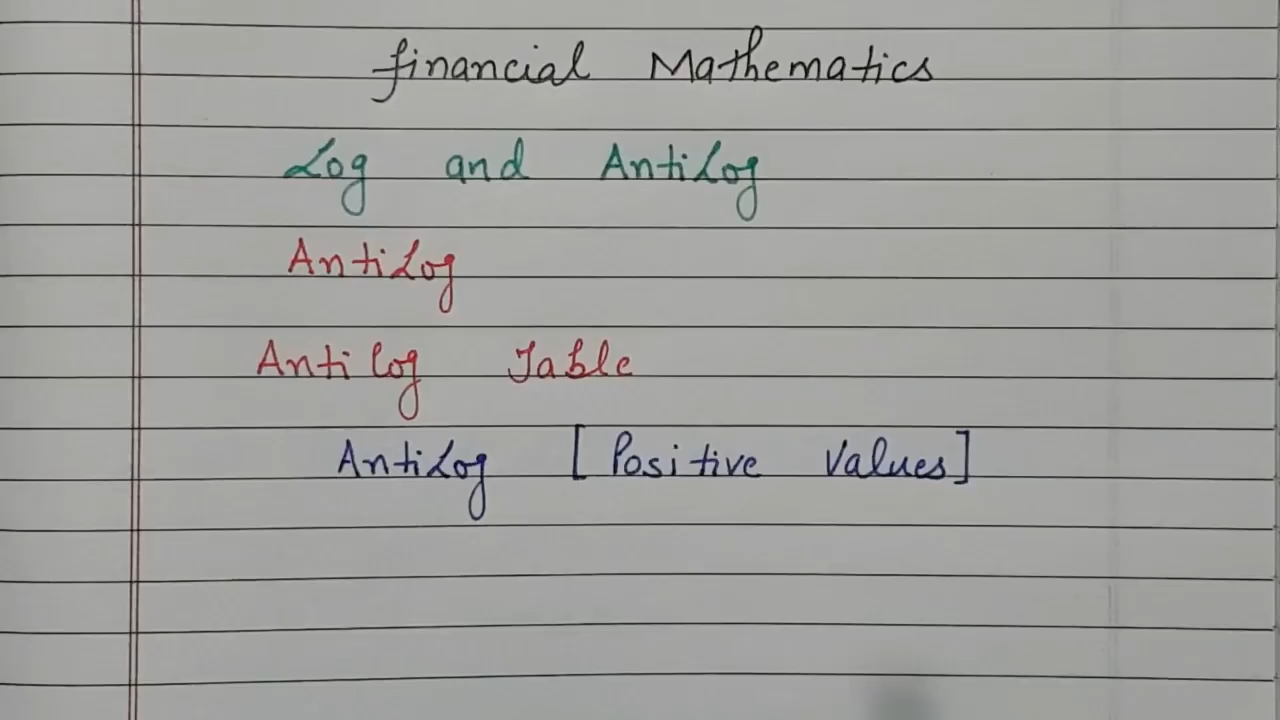 Financial Mathematics
Log and AntiLog
AntiLog
Antilog Table
AntiLog [Positive Values]